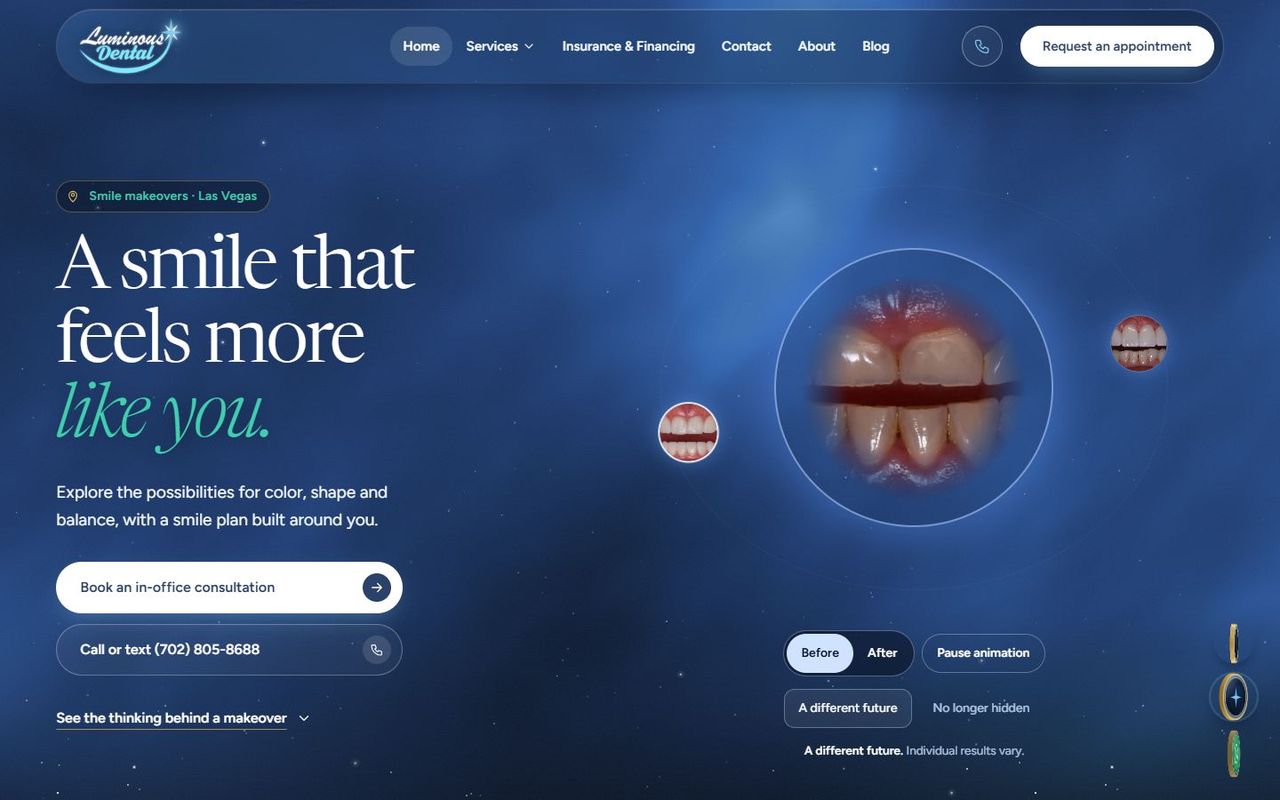 Luminous
Dental
Home
Services
Insurance & Financing
Contact
About
Blog
Request an appointment
Smile makeovers · Las Vegas
A smile that
feels more
like you.
Explore the possibilities for color, shape and
balance, with a smile plan built around you.
Book an in-office consultation
Call or text (702) 805-8688
See the thinking behind a makeover
Before
After
Pause animation
A different future
No longer hidden
A different future. Individual results vary.